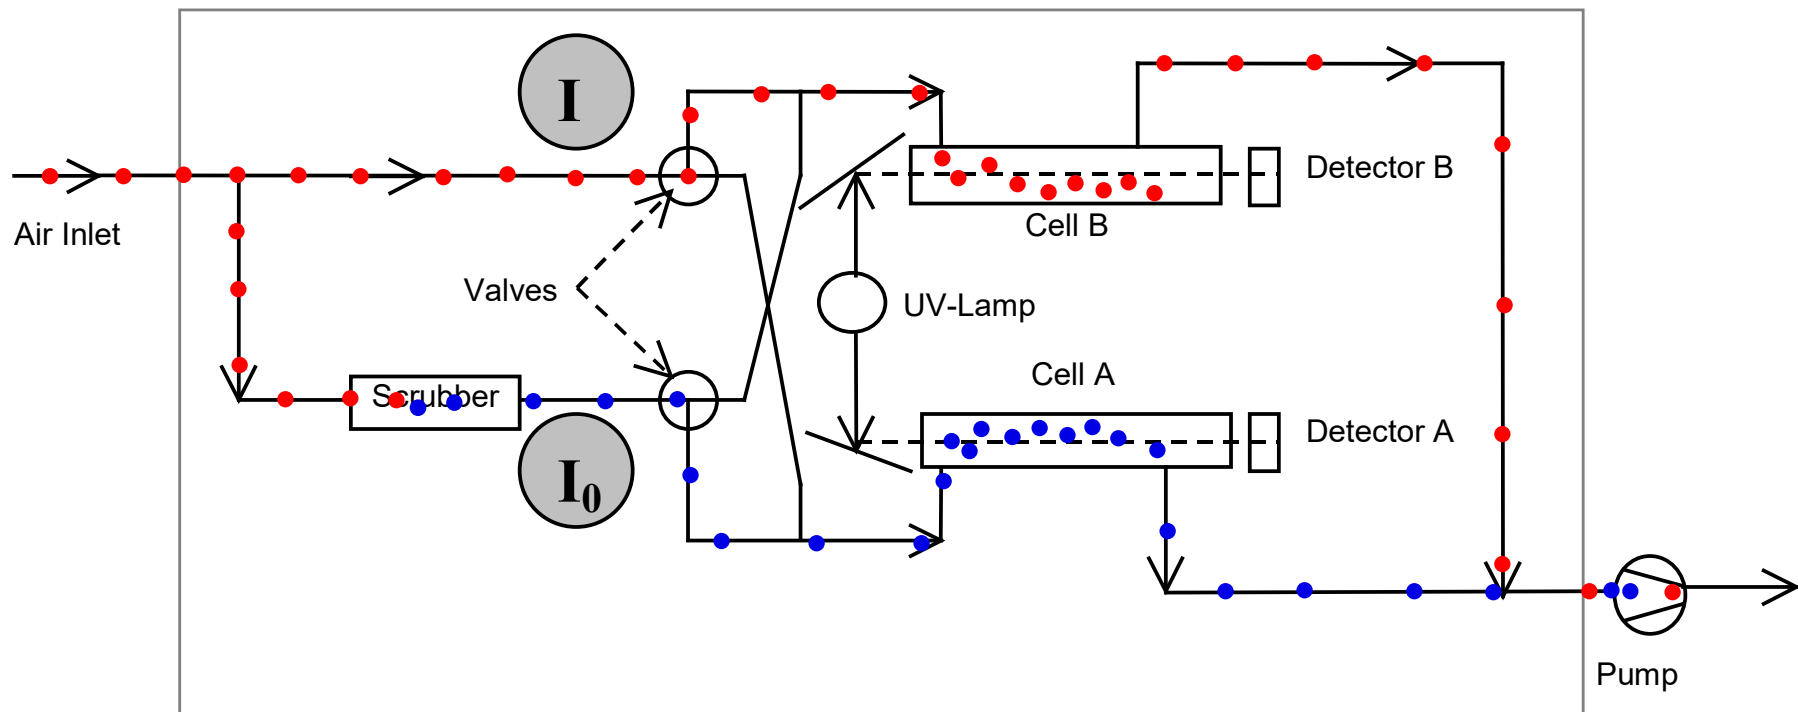 I
Detector B
Air Inlet
Cell B
Valves
UV-Lamp
Cell A
Scrubber
Detector A
I₀
Pump